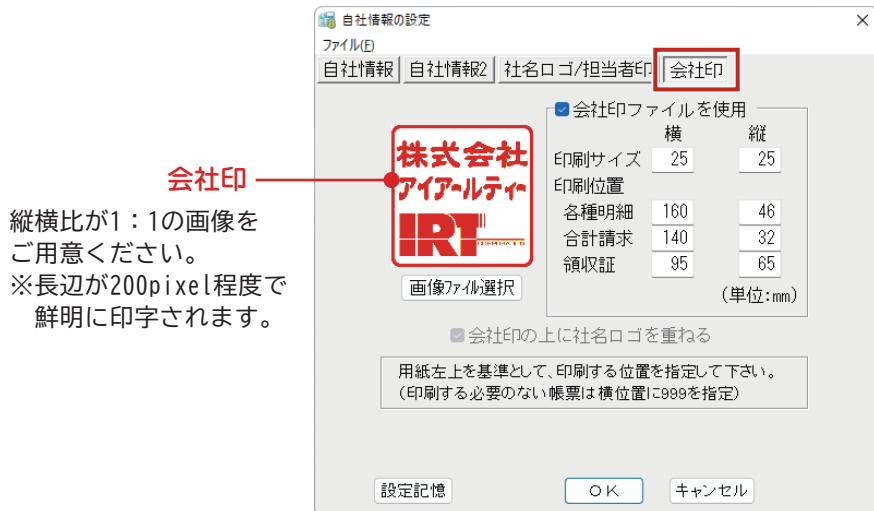 自社情報の設定
ファイル(F)
自社情報 自社情報2 社名ロゴ/担当者印 会社印
会社印ファイルを使用
横 縦
印刷サイズ 25 25
印刷位置
各種明細 160 46
合計請求 140 32
領収証 95 65
(単位:mm)
株式会社
アイアールティー
IRT
CORPORATION
画像ファイル選択
会社印
縦横比が1：1の画像を
ご用意ください。
※長辺が200pixel程度で
鮮明に印字されます。
会社印の上に社名ロゴを重ねる
用紙左上を基準として、印刷する位置を指定して下さい。
(印刷する必要のない帳票は横位置に999を指定)
設定記憶 OK キャンセル